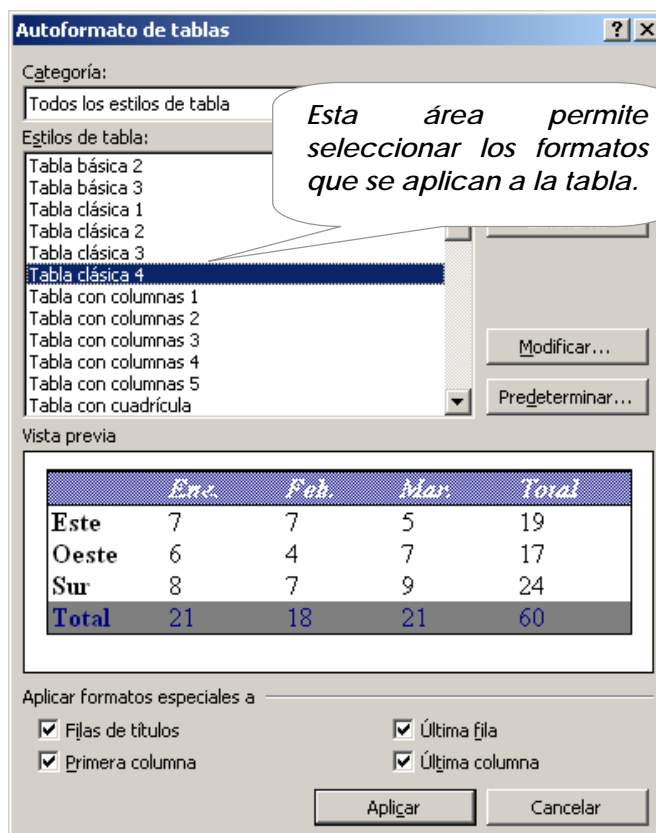 Autoformato de tablas
Categoría:
Todos los estilos de tabla
Esta área permite
seleccionar los formatos
que se aplican a la tabla.
Estilos de tabla:
Tabla básica 2
Tabla básica 3
Tabla clásica 1
Tabla clásica 2
Tabla clásica 3
Tabla clásica 4
Tabla con columnas 1
Tabla con columnas 2
Tabla con columnas 3
Tabla con columnas 4
Tabla con columnas 5
Tabla con cuadrícula
Modificar...
Predeterminar...
Vista previa
Ene. Feb. Mar. Total
Este 7 7 5 19
Oeste 6 4 7 17
Sur 8 7 9 24
Total 21 18 21 60
Aplicar formatos especiales a
Filas de títulos Última fila
Primera columna Última columna
Aplicar Cancelar